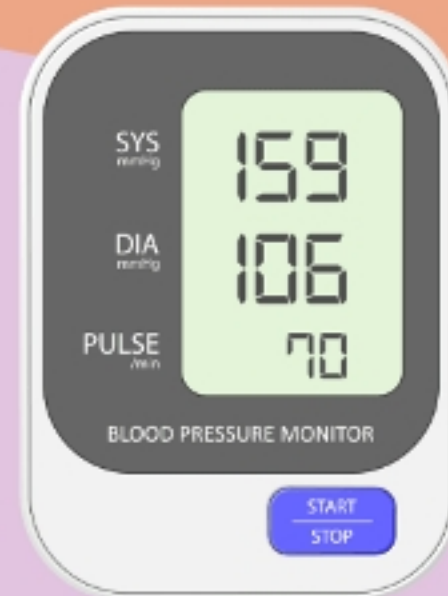 SYS 159
mmHg
DIA 106
mmHg
PULSE 70
/min
BLOOD PRESSURE MONITOR
START
STOP